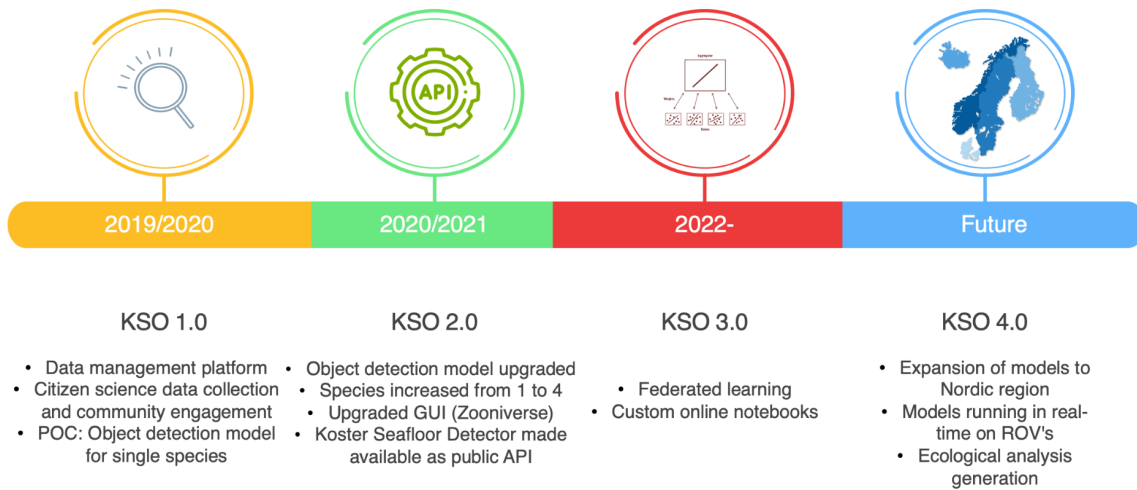 API
Aggregator
Weights
Nodes
2019/2020
2020/2021
2022-
Future
KSO 1.0
• Data management platform
• Citizen science data collection
and community engagement
• POC: Object detection model
for single species
KSO 2.0
• Object detection model upgraded
• Species increased from 1 to 4
• Upgraded GUI (Zooniverse)
• Koster Seafloor Detector made
available as public API
KSO 3.0
• Federated learning
• Custom online notebooks
KSO 4.0
• Expansion of models to
Nordic region
• Models running in real-
time on ROV's
• Ecological analysis
generation